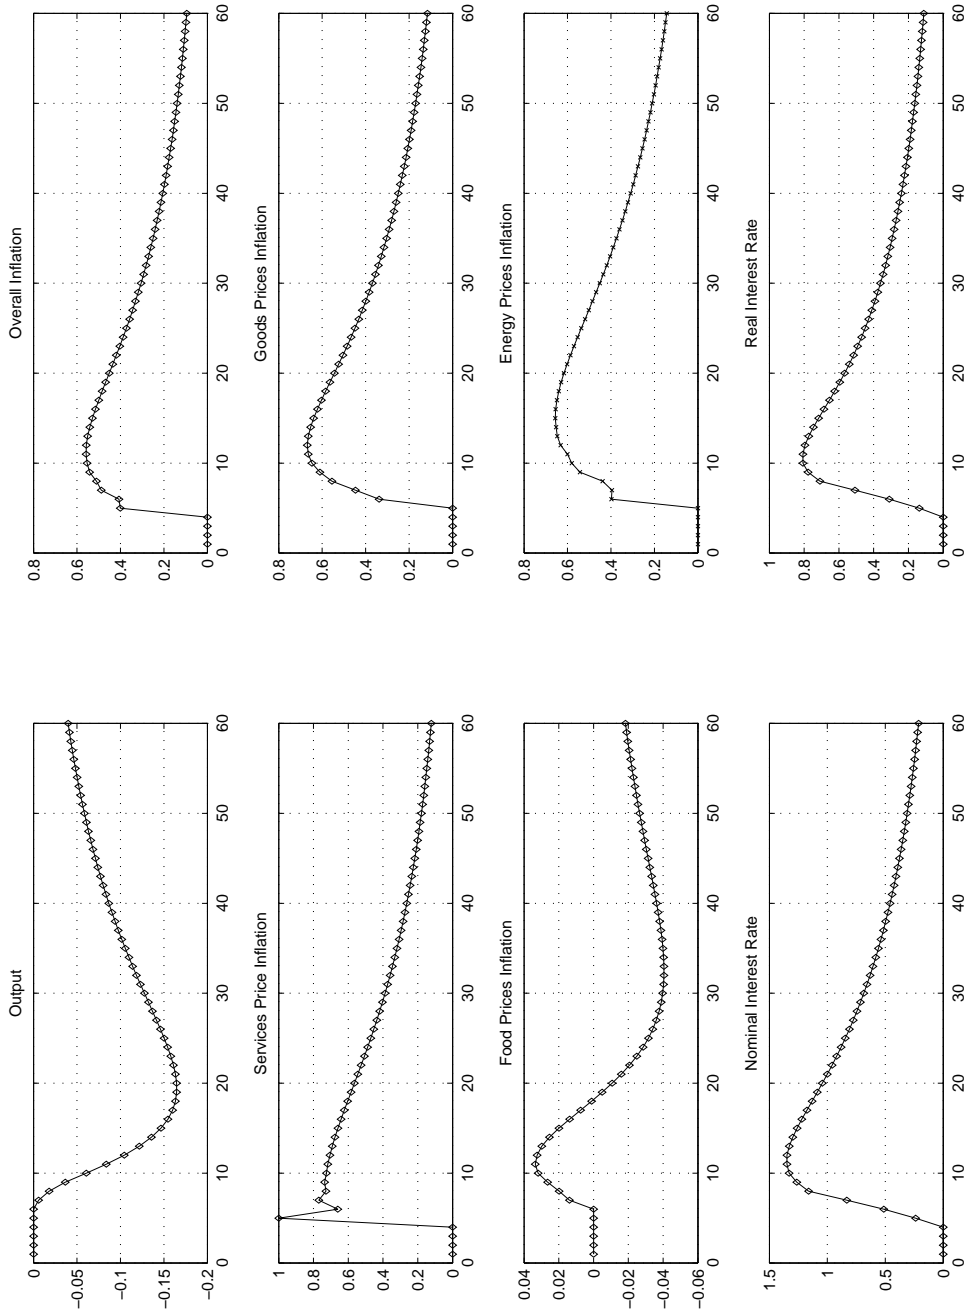 Output
0
−0.05
−0.1
−0.15
−0.2
0 10 20 30 40 50 60
Overall Inflation
0.8
0.6
0.4
0.2
0
0 10 20 30 40 50 60
Services Price Inflation
1
0.8
0.6
0.4
0.2
0
0 10 20 30 40 50 60
Goods Prices Inflation
0.8
0.6
0.4
0.2
0
0 10 20 30 40 50 60
Food Prices Inflation
0.04
0.02
0
−0.02
−0.04
−0.06
0 10 20 30 40 50 60
Energy Prices Inflation
0.8
0.6
0.4
0.2
0
0 10 20 30 40 50 60
Nominal Interest Rate
1.5
1
0.5
0
0 10 20 30 40 50 60
Real Interest Rate
1
0.8
0.6
0.4
0.2
0
0 10 20 30 40 50 60